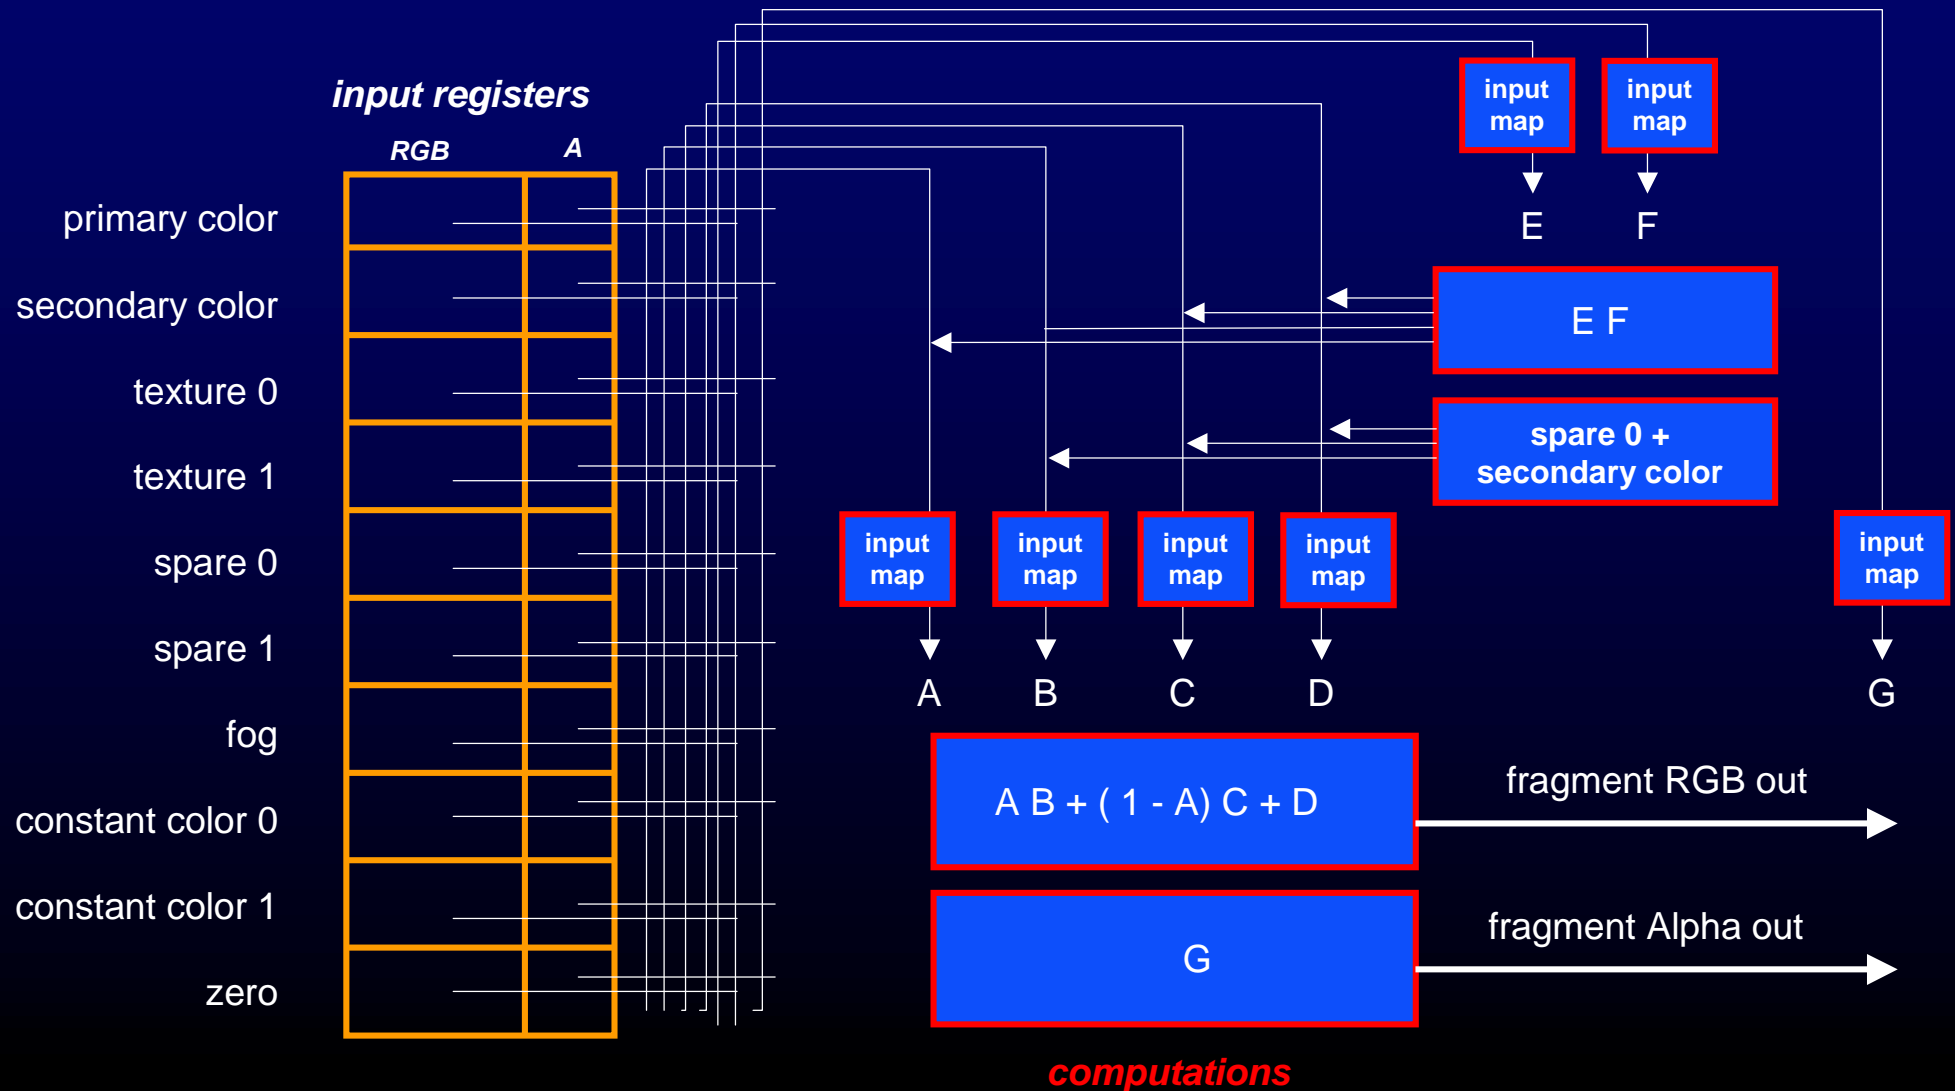 input registers
RGB A
primary color
secondary color
texture 0
texture 1
spare 0
spare 1
fog
constant color 0
constant color 1
zero
input
map
input
map
E F
E F
spare 0 +
secondary color
input
map
input
map
input
map
input
map
input
map
A B C D G
A B + ( 1 - A) C + D
fragment RGB out
G
fragment Alpha out
computations